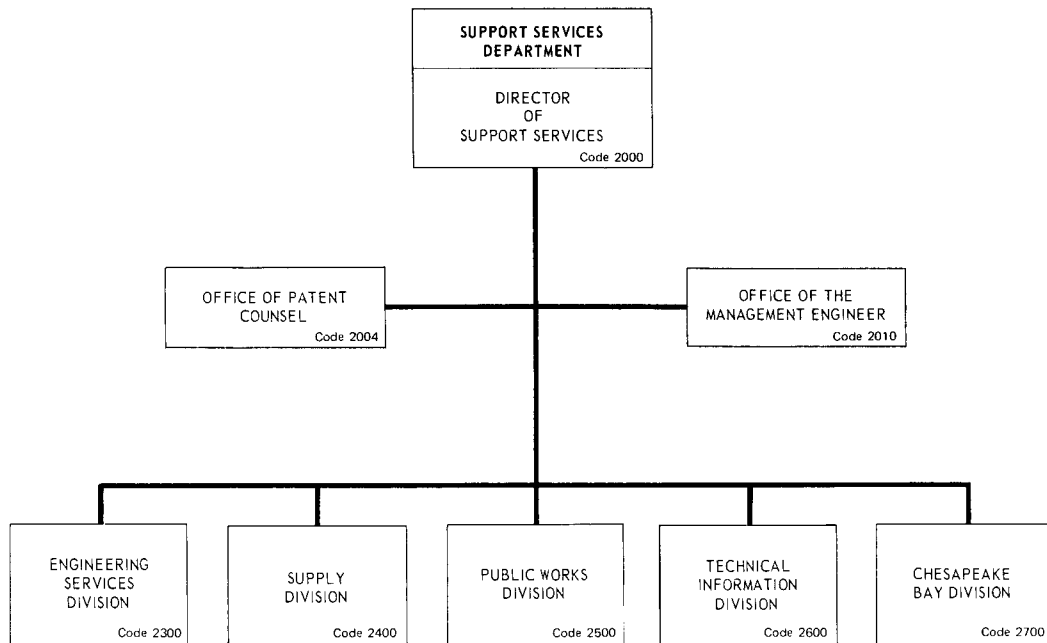 SUPPORT SERVICES
DEPARTMENT
DIRECTOR
OF
SUPPORT SERVICES
Code 2000
OFFICE OF PATENT
COUNSEL
Code 2004
OFFICE OF THE
MANAGEMENT ENGINEER
Code 2010
ENGINEERING
SERVICES
DIVISION
Code 2300
SUPPLY
DIVISION
Code 2400
PUBLIC WORKS
DIVISION
Code 2500
TECHNICAL
INFORMATION
DIVISION
Code 2600
CHESAPEAKE
BAY DIVISION
Code 2700